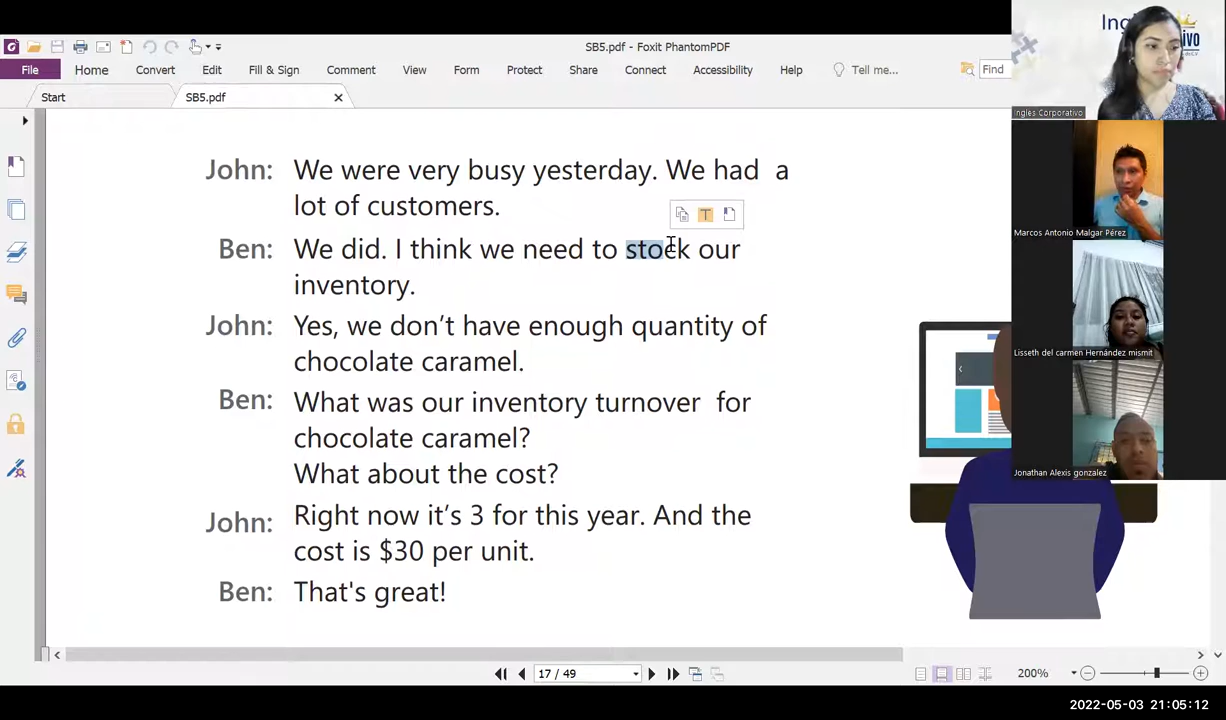 SB5.pdf - Foxit PhantomPDF
File Home Convert Edit Fill & Sign Comment View Form Protect Share Connect Accessibility Help Tell me... Find
Start SB5.pdf
John: We were very busy yesterday. We had a
lot of customers.
Ben: We did. I think we need to stock our
inventory.
John: Yes, we don't have enough quantity of
chocolate caramel.
Ben: What was our inventory turnover for
chocolate caramel?
What about the cost?
John: Right now it's 3 for this year. And the
cost is $30 per unit.
Ben: That's great!
Ingles Corporativo
Marcos Antonio Malgar Pérez
Lisseth del carmen Hernández mismit
Jonathan Alexis gonzalez
17 / 49
200%
2022-05-03 21:05:12